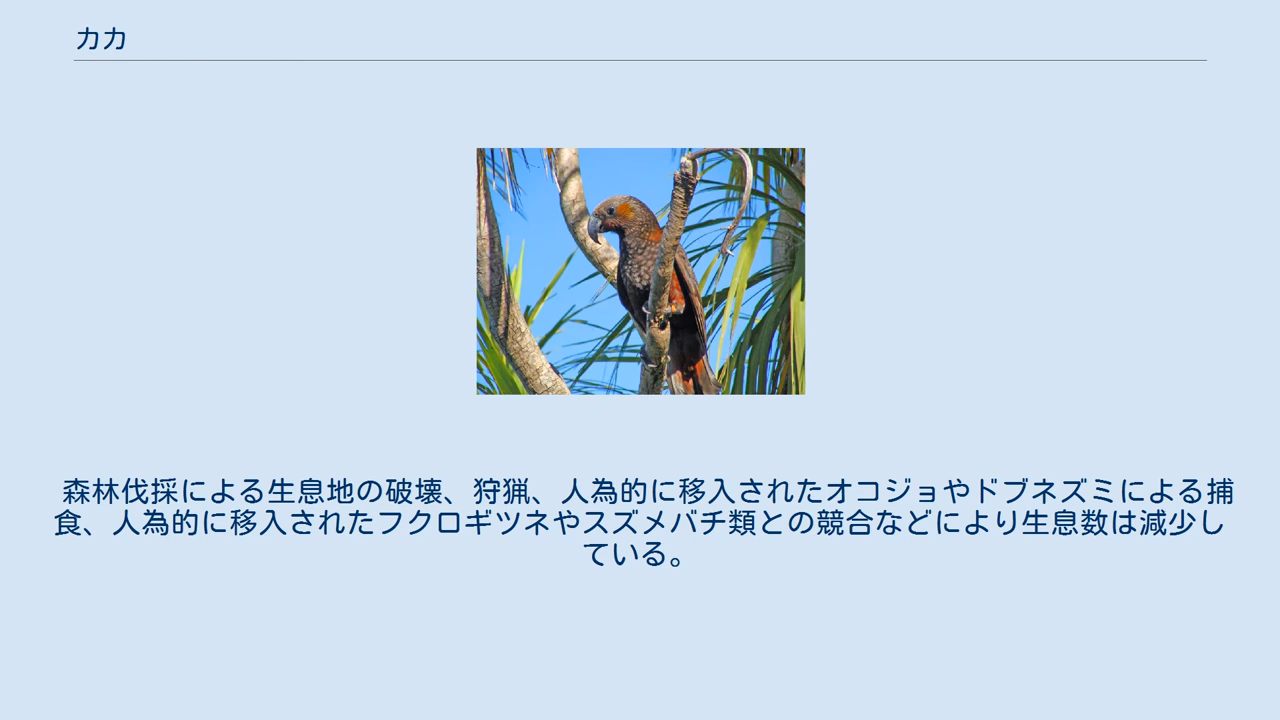 カカ
森林伐採による生息地の破壊、狩猟、人為的に移入されたオコジョやドブネズミによる捕
食、人為的に移入されたフクロギツネやスズメバチ類との競合などにより生息数は減少し
ている。